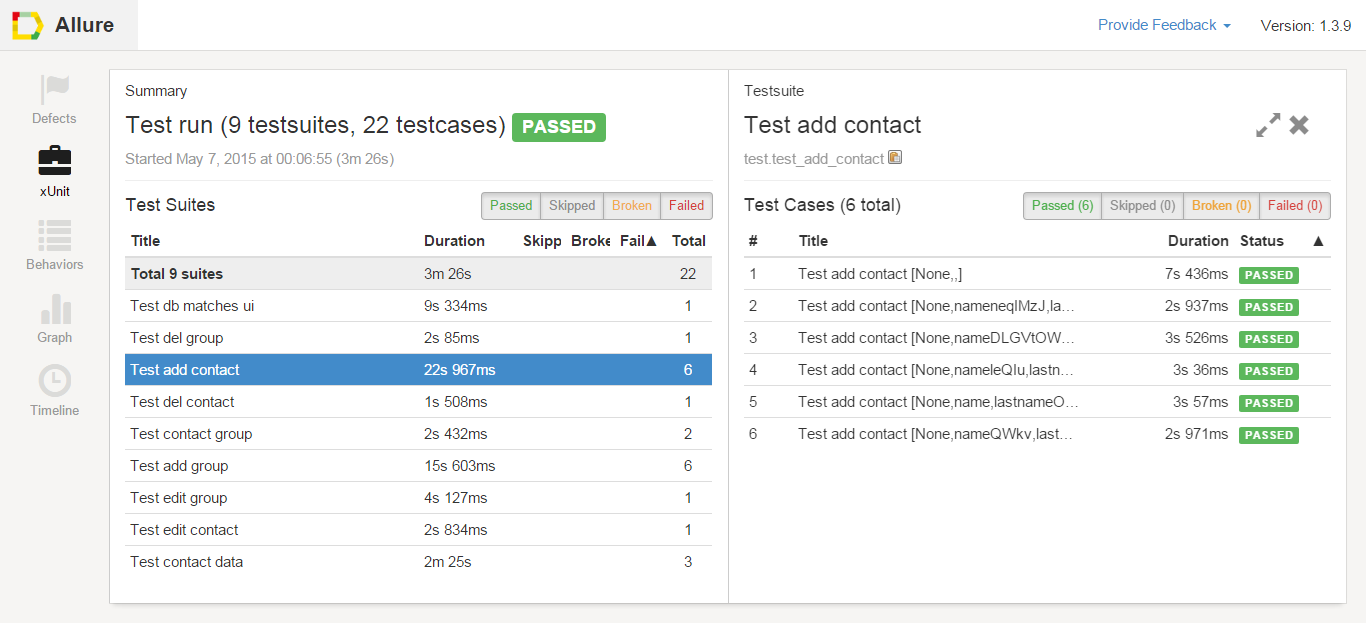 Allure
Provide Feedback
Version: 1.3.9
Defects
xUnit
Behaviors
Graph
Timeline
Summary
Test run (9 testsuites, 22 testcases) PASSED
Started May 7, 2015 at 00:06:55 (3m 26s)
Test Suites
Passed Skipped Broken Failed
Title Duration Skipp Broke Fail▲ Total
Total 9 suites 3m 26s 22
Test db matches ui 9s 334ms 1
Test del group 2s 85ms 1
Test add contact 22s 967ms 6
Test del contact 1s 508ms 1
Test contact group 2s 432ms 2
Test add group 15s 603ms 6
Test edit group 4s 127ms 1
Test edit contact 2s 834ms 1
Test contact data 2m 25s 3
Testsuite
Test add contact
test.test_add_contact
Test Cases (6 total)
Passed (6) Skipped (0) Broken (0) Failed (0)
# Title Duration Status ▲
1 Test add contact [None,,] 7s 436ms PASSED
2 Test add contact [None,nameneqIMzJ,la... 2s 937ms PASSED
3 Test add contact [None,nameDLGVtOW... 3s 526ms PASSED
4 Test add contact [None,nameleQIu,lastn... 3s 36ms PASSED
5 Test add contact [None,name,lastnameO... 3s 57ms PASSED
6 Test add contact [None,nameQWkv,last... 2s 971ms PASSED